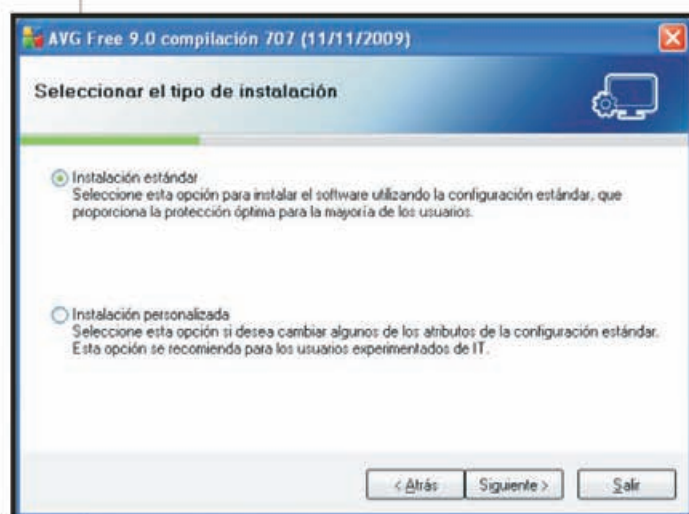 AVG Free 9.0 compilación 707 (11/11/2009)
Seleccionar el tipo de instalación
Instalación estándar
Seleccione esta opción para instalar el software utilizando la configuración estándar, que
proporciona la protección óptima para la mayoría de los usuarios.
Instalación personalizada
Seleccione esta opción si desea cambiar algunos de los atributos de la configuración estándar.
Esta opción se recomienda para los usuarios experimentados de IT.
< Atrás
Siguiente >
Salir